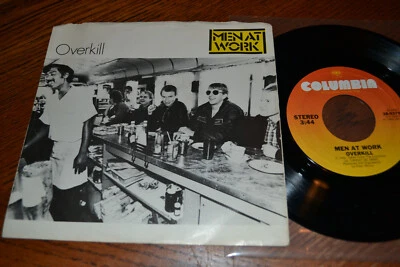 Overkill
MEN AT
WORK
COLUMBIA
STEREO
3:44
MEN AT WORK
OVERKILL